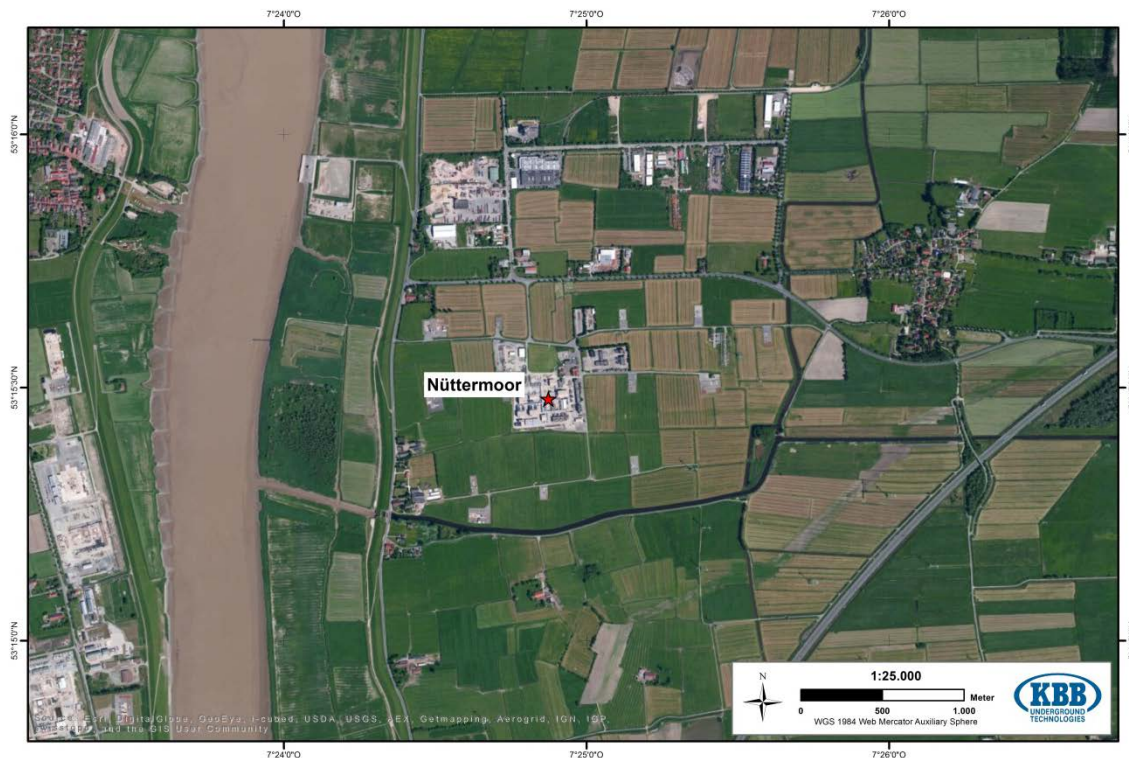 7°24'0"O 7°25'0"O 7°26'0"O
53°16'0"N
53°15'30"N
Nüttermoor
53°15'0"N
N
1:25.000
Meter
0 500 1.000
WGS 1984 Web Mercator Auxiliary Sphere
KBB
UNDERGROUND
TECHNOLOGIES
Esri, DigitalGlobe, GeoEye, i-cubed, USDA, USGS, AEX, Getmapping, Aerogrid, IGN, IGP,
and the GIS User Community
7°24'0"O 7°25'0"O 7°26'0"O